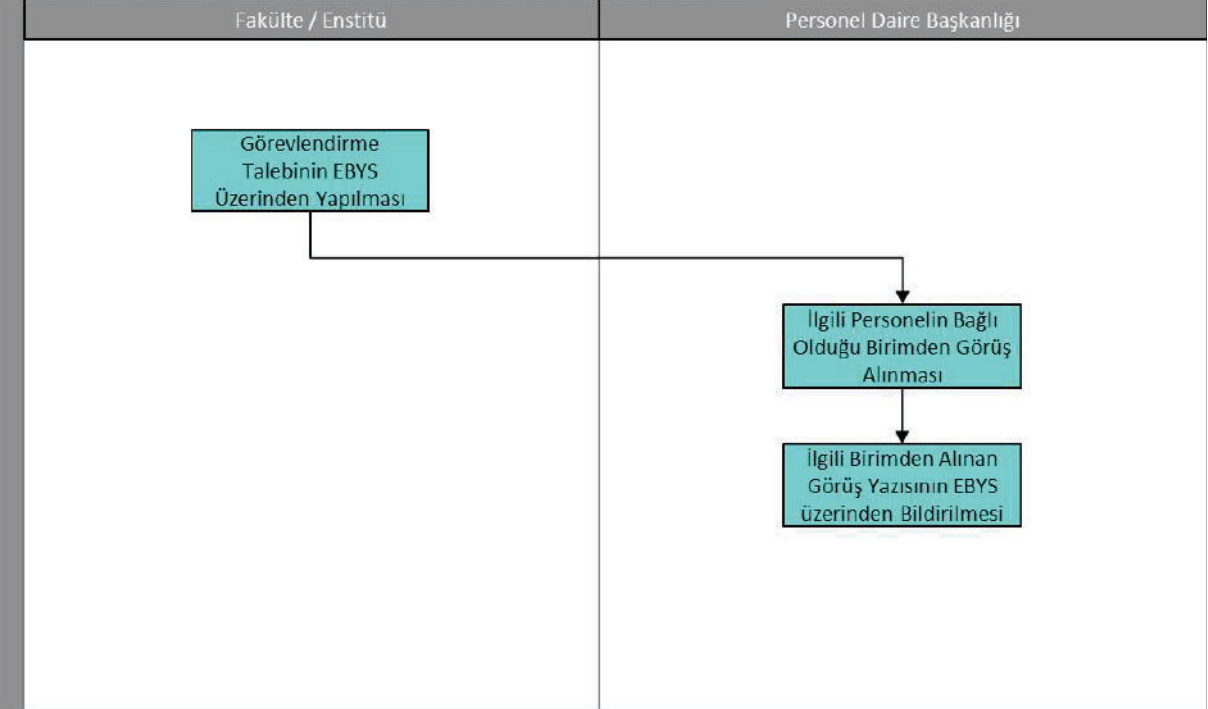 Fakülte / Enstitü
Personel Daire Başkanlığı
Görevlendirme
Talebinin EBYS
Üzerinden Yapılması
İlgili Personelin Bağlı
Olduğu Birimden Görüş
Alınması
İlgili Birimden Alınan
Görüş Yazısının EBYS
üzerinden Bildirilmesi